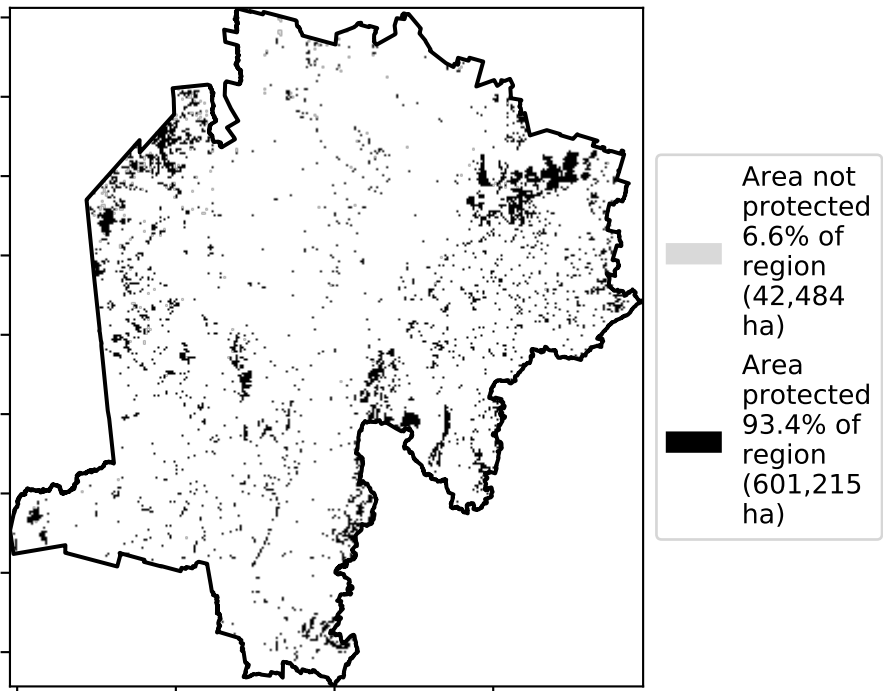 Area not
protected
6.6% of
region
(42,484
ha)
Area
protected
93.4% of
region
(601,215
ha)